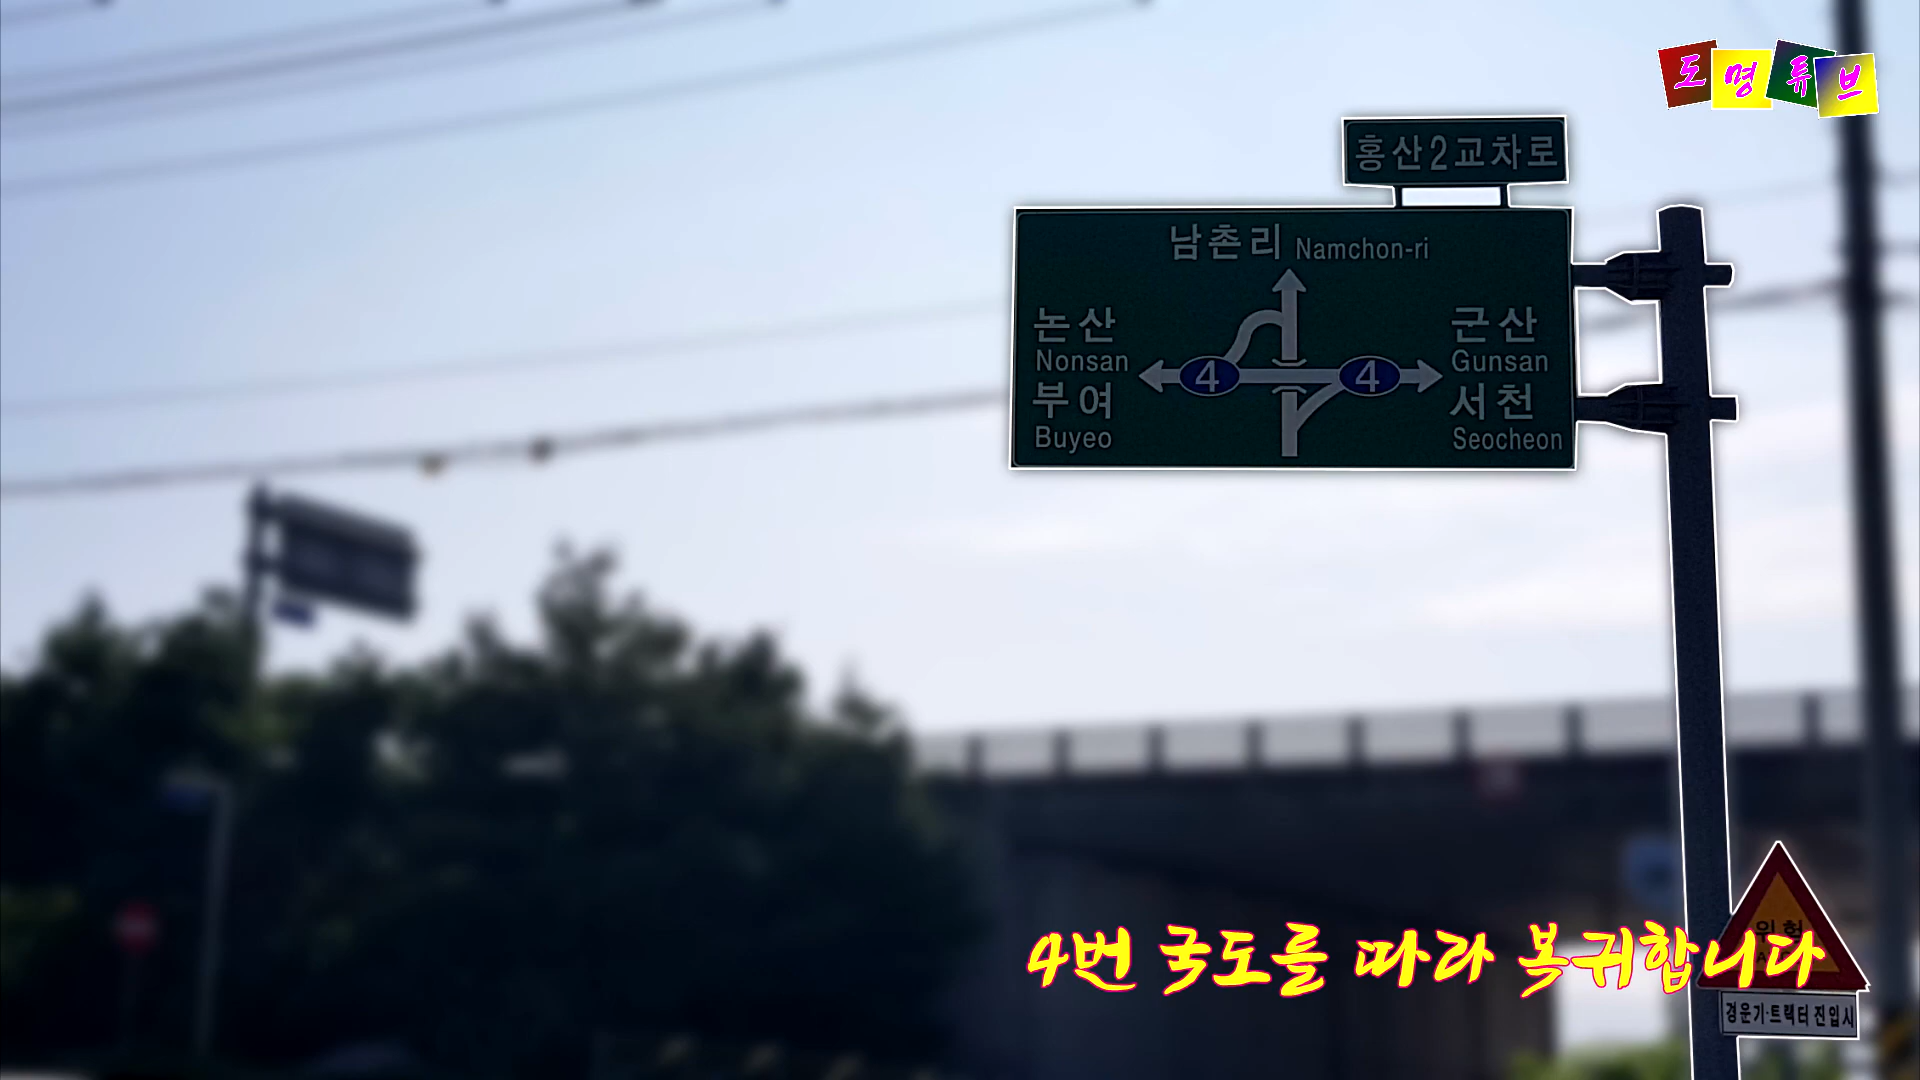 도명튜브
홍산2교차로
남촌리 Namchon-ri
논산
Nonsan
부여
Buyeo
4
4
군산
Gunsan
서천
Seocheon
4번 국도를 따라 복귀합니다
위험
경운기·트랙터 진입시